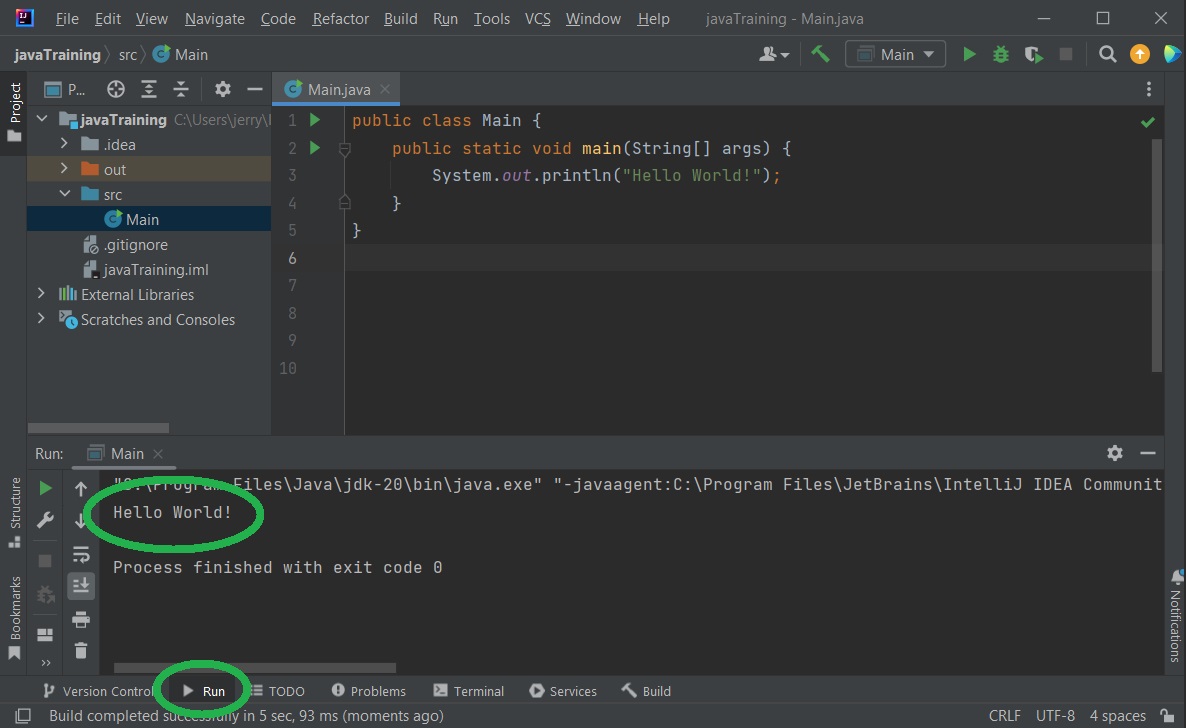 File Edit View Navigate Code Refactor Build Run Tools VCS Window Help javaTraining - Main.java
javaTraining src Main
Main
Project
P...
Main.java
javaTraining C:\Users\jerry\
.idea
out
src
Main
.gitignore
javaTraining.iml
External Libraries
Scratches and Consoles
1 public class Main {
2 public static void main(String[] args) {
3 System.out.println("Hello World!");
4 }
5 }
6
7
8
9
10
Run: Main
"C:\Program Files\Java\jdk-20\bin\java.exe" "-javaagent:C:\Program Files\JetBrains\IntelliJ IDEA Communit
Hello World!
Process finished with exit code 0
Structure
Bookmarks
Notifications
Version Control Run TODO Problems Terminal Services Build
Build completed successfully in 5 sec, 93 ms (moments ago)
CRLF UTF-8 4 spaces